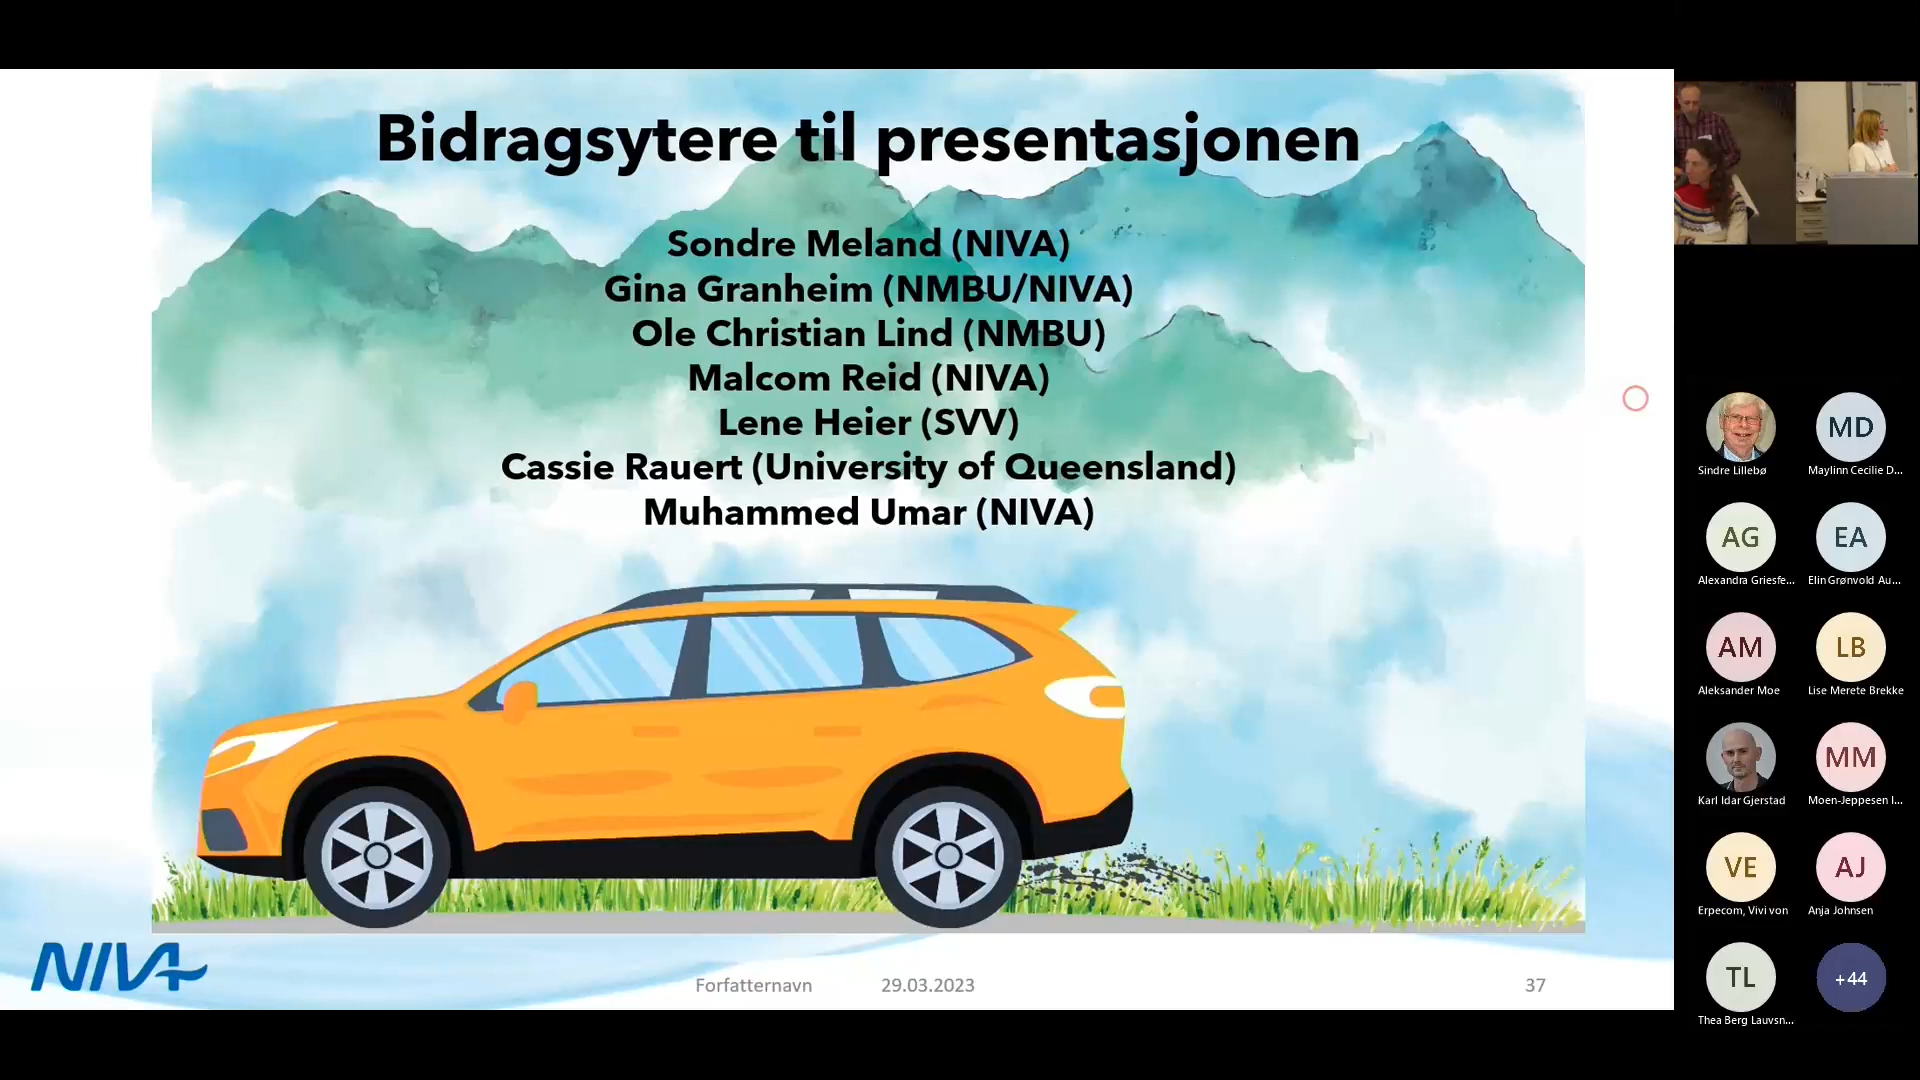 Bidragsytere til presentasjonen
Sondre Meland (NIVA)
Gina Granheim (NMBU/NIVA)
Ole Christian Lind (NMBU)
Malcom Reid (NIVA)
Lene Heier (SVV)
Cassie Rauert (University of Queensland)
Muhammed Umar (NIVA)
NIVA
Forfatternavn 29.03.2023 37
Sindre Lillebø
MD
Maylinn Cecilie D...
AG
Alexandra Griesfe...
EA
Elin Grønvold Au...
AM
Aleksander Moe
LB
Lise Merete Brekke
Karl Idar Gjerstad
MM
Moen-Jeppesen I...
VE
Erpecom, Vivi von
AJ
Anja Johnsen
TL
Thea Berg Lauvsn...
+44